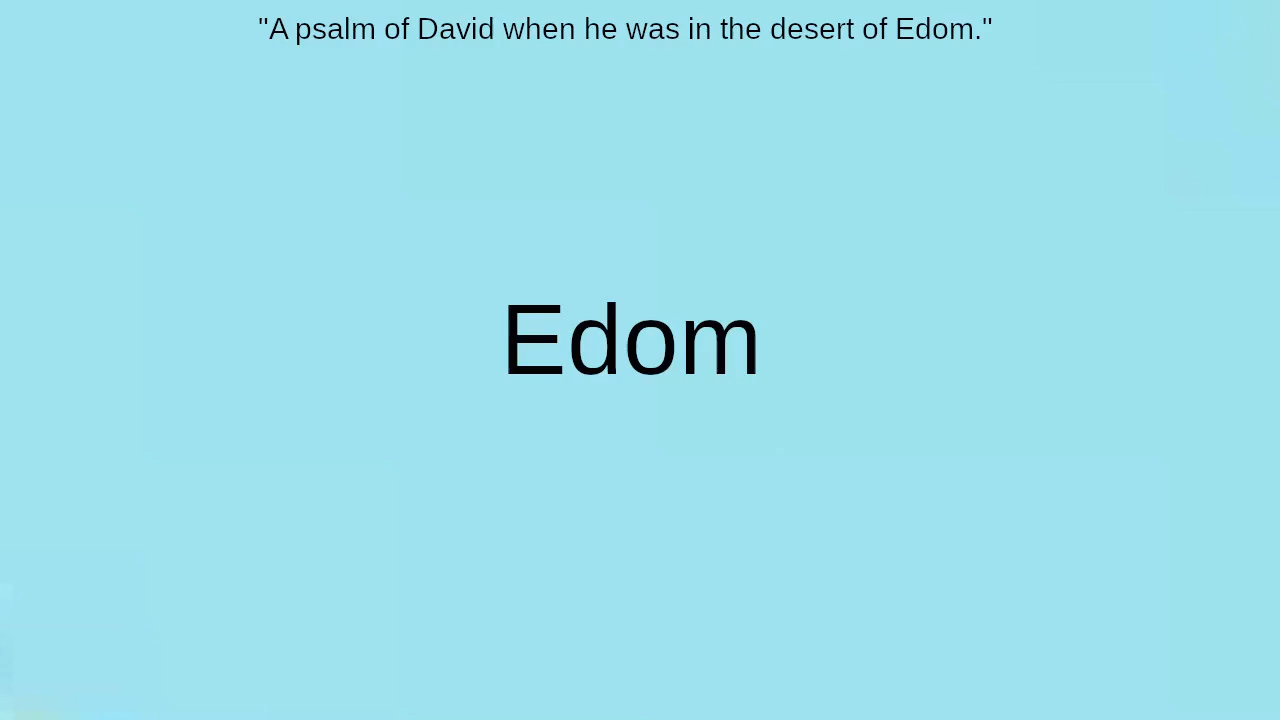 "A psalm of David when he was in the desert of Edom."
Edom